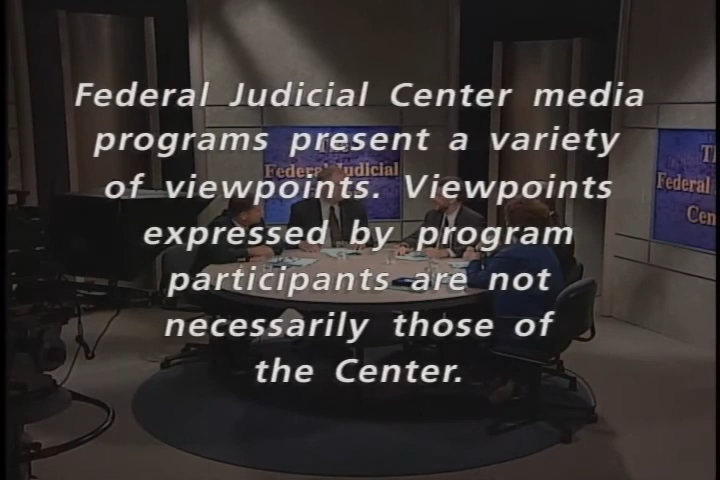 Federal Judicial Center media
programs present a variety
of viewpoints. Viewpoints
expressed by program
participants are not
necessarily those of
the Center.
Federal Judicial
Federal
Cen